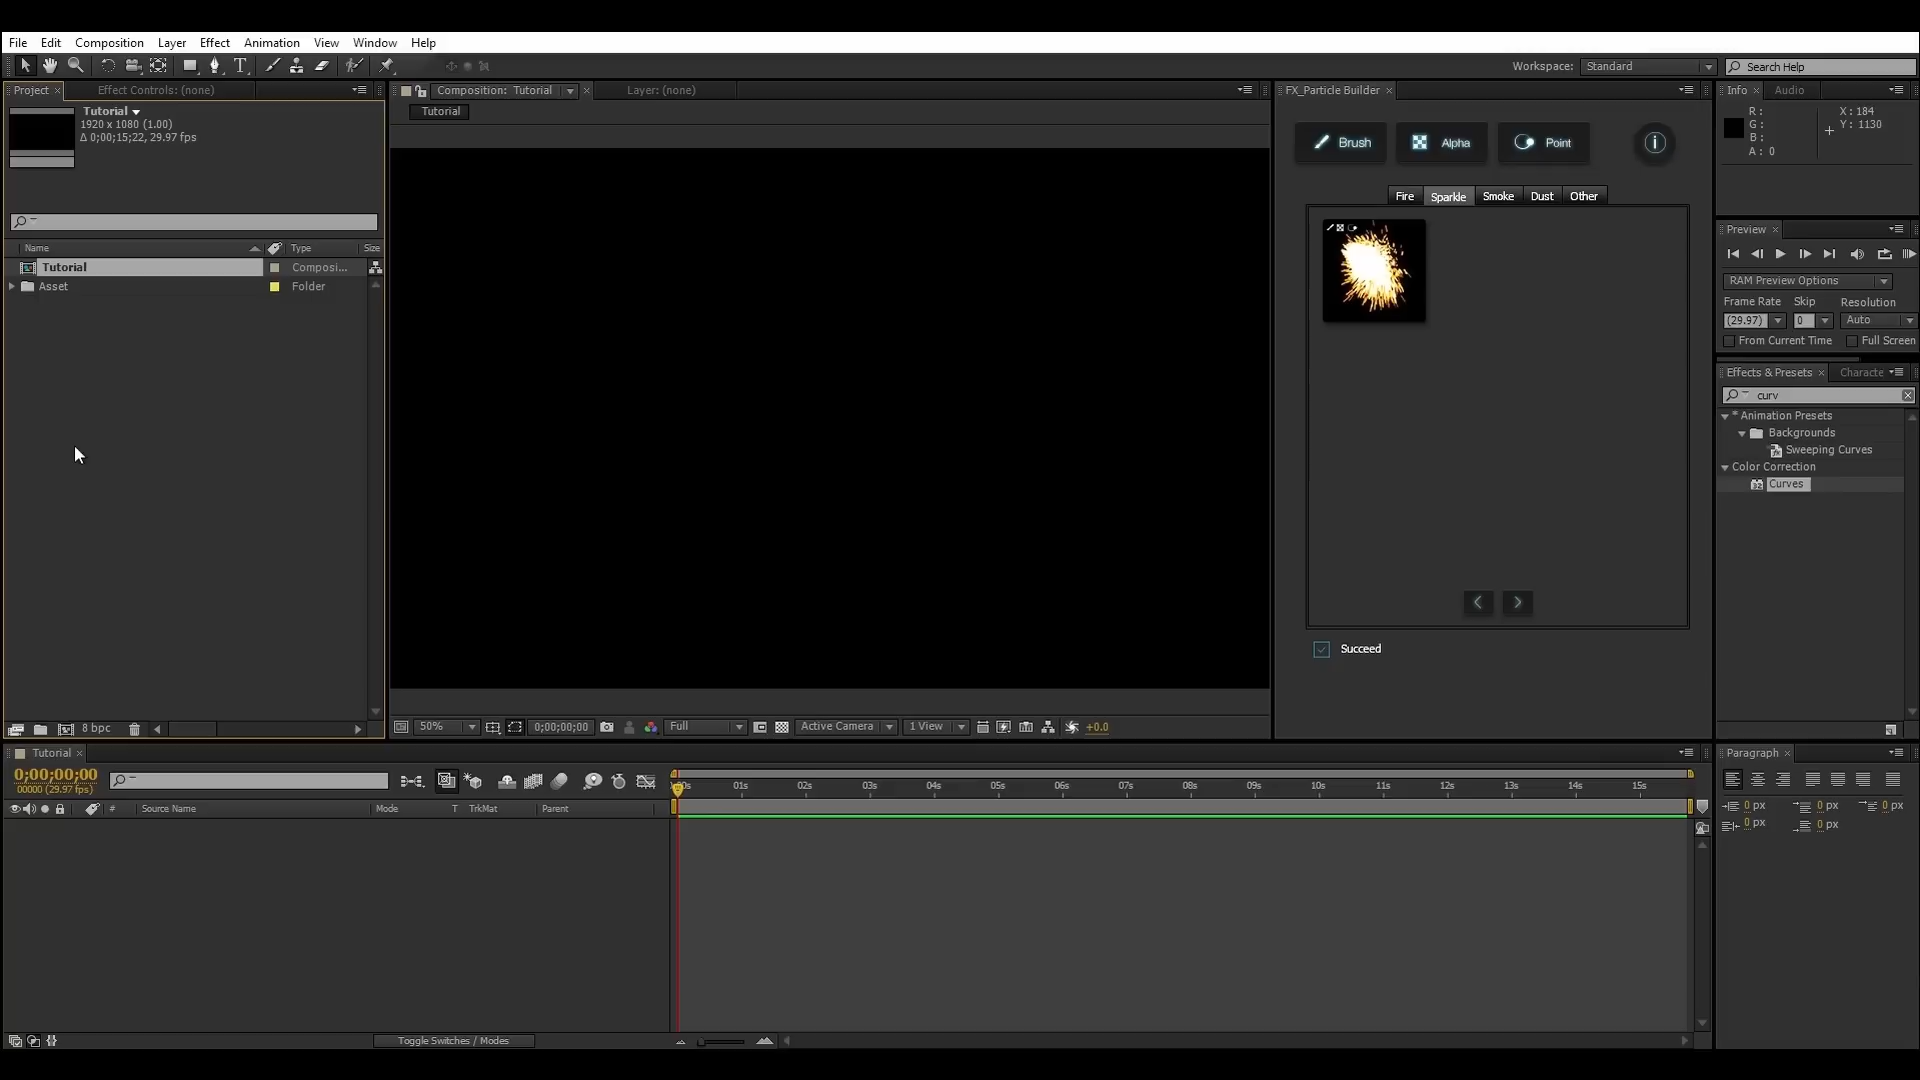 File Edit Composition Layer Effect Animation View Window Help
Workspace: Standard Search Help
Project Effect Controls: (none) Composition: Tutorial Layer: (none) FX_Particle Builder Info Audio
Tutorial
1920 x 1080 (1.00)
Δ 0;00;15;22, 29.97 fps
Tutorial
Brush Alpha Point
R:
G:
B:
A: 0
X: 184
Y: 1130
Fire Sparkle Smoke Dust Other
Name Type Size
Tutorial Composi...
Asset Folder
Preview
RAM Preview Options
Frame Rate Skip Resolution
(29.97) 0 Auto
From Current Time Full Screen
Effects & Presets Characte
curv
* Animation Presets
Backgrounds
Sweeping Curves
Color Correction
32 Curves
Succeed
8 bpc
50% 0;00;00;00 Full Active Camera 1 View +0.0
Tutorial
0;00;00;00
00000 (29.97 fps)
01s 02s 03s 04s 05s 06s 07s 08s 09s 10s 11s 12s 13s 14s 15s
# Source Name Mode T TrkMat Parent
Paragraph
0 px 0 px 0 px
0 px 0 px
Toggle Switches / Modes